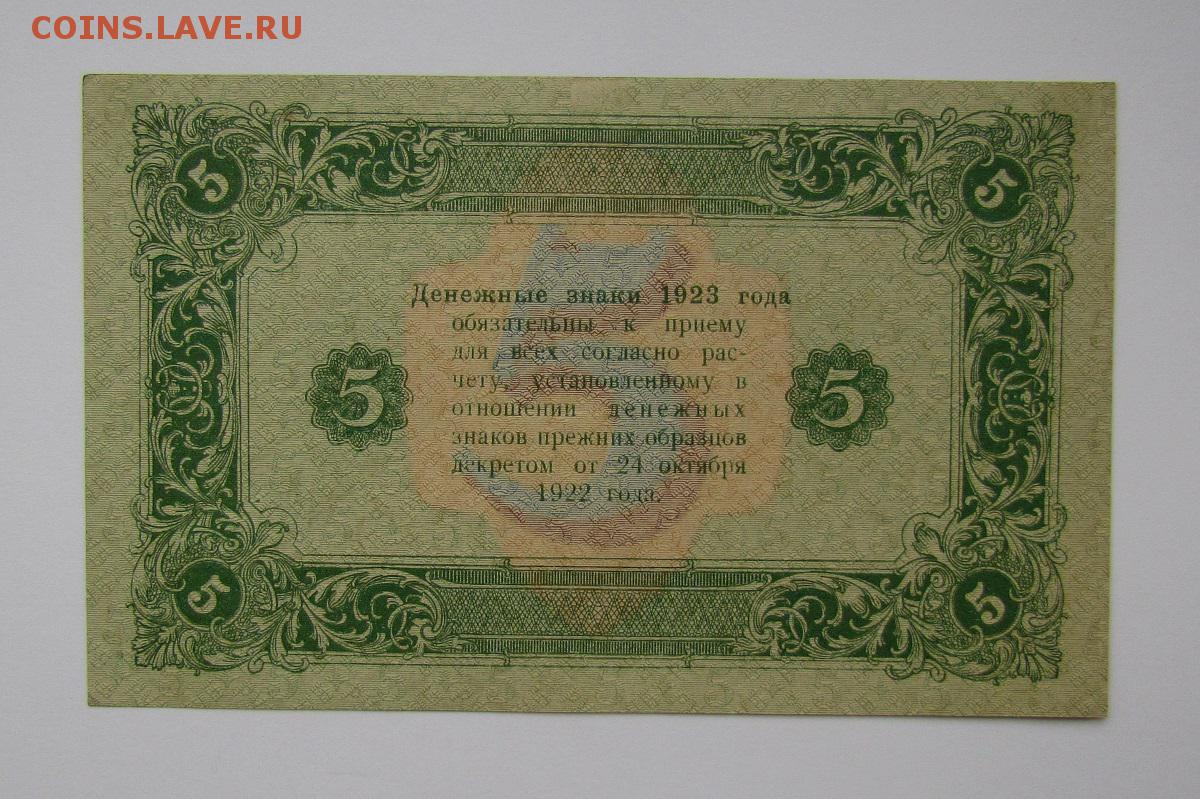 COINS.LAVE.RU
5 5
Денежные знаки 1923 года
обязательны к приему
для всех согласно рас-
5 чету, установленному в 5
отношении денежных
знаков прежних образцов
декретом от 24 октября
1922 года.
5
5 5